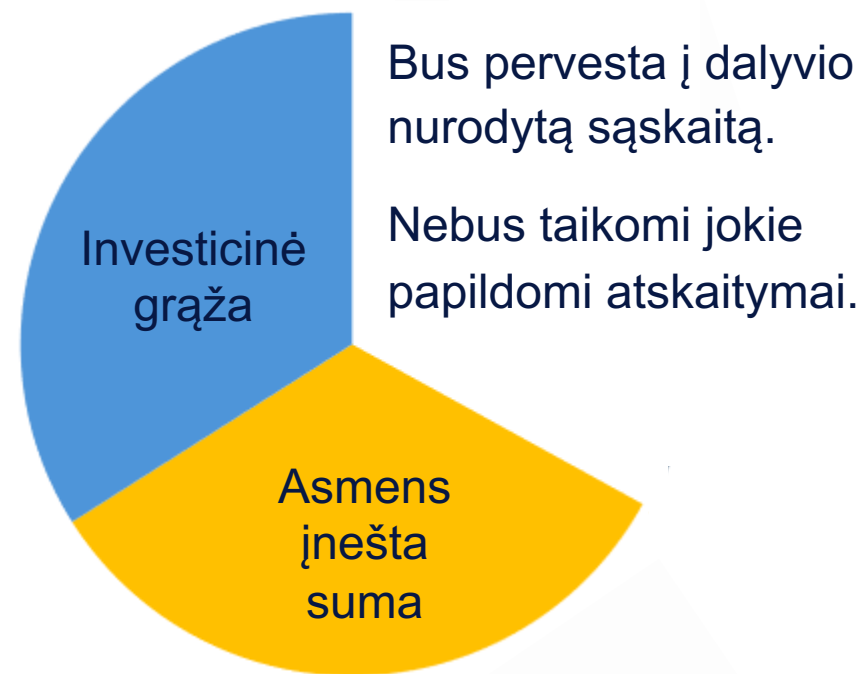 Bus pervesta į dalyvio
nurodytą sąskaitą.
Nebus taikomi jokie
papildomi atskaitymai.
Investicinė
grąža
Asmens
įnešta
suma